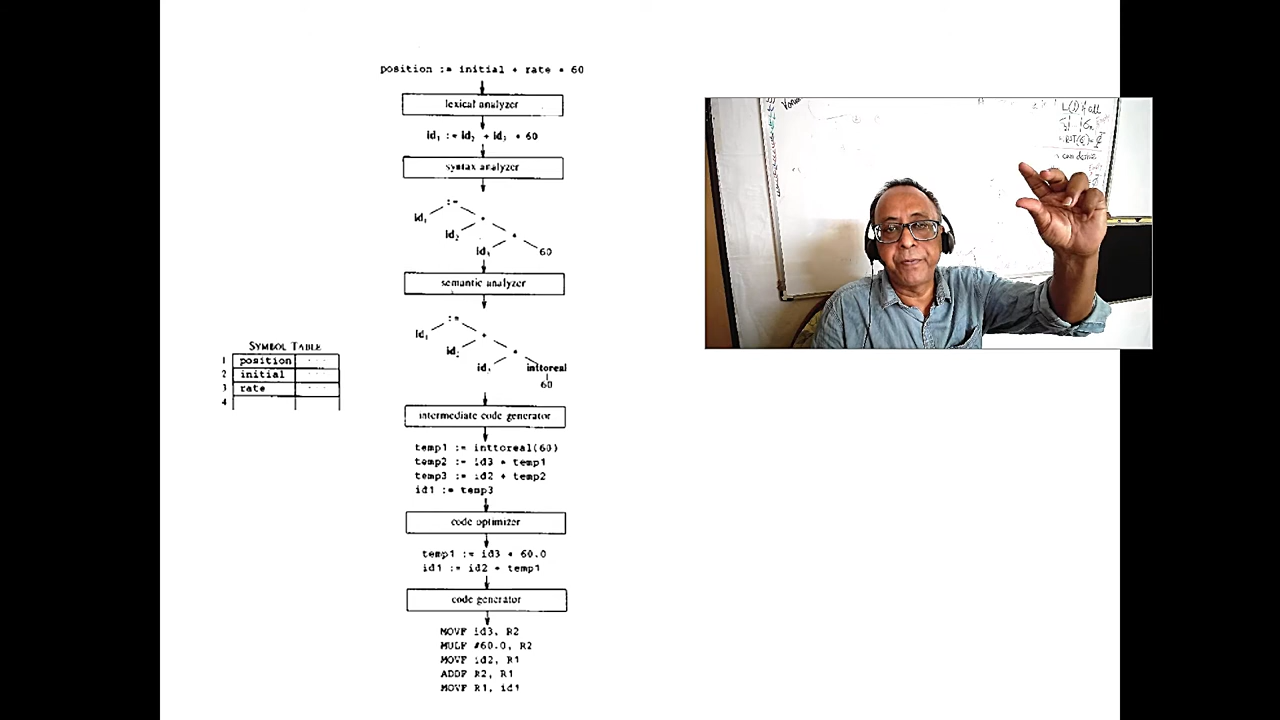 position := initial + rate * 60
lexical analyzer
id1 := id2 + id3 * 60
syntax analyzer
:=
id1 +
id2 *
id3 60
semantic analyzer
:=
id1 +
id2 *
id3 inttoreal
60
SYMBOL TABLE
1 position ...
2 initial ...
3 rate ...
4
intermediate code generator
temp1 := inttoreal(60)
temp2 := id3 * temp1
temp3 := id2 + temp2
id1 := temp3
code optimizer
temp1 := id3 * 60.0
id1 := id2 + temp1
code generator
MOVF id3, R2
MULF #60.0, R2
MOVF id2, R1
ADDF R2, R1
MOVF R1, id1
all